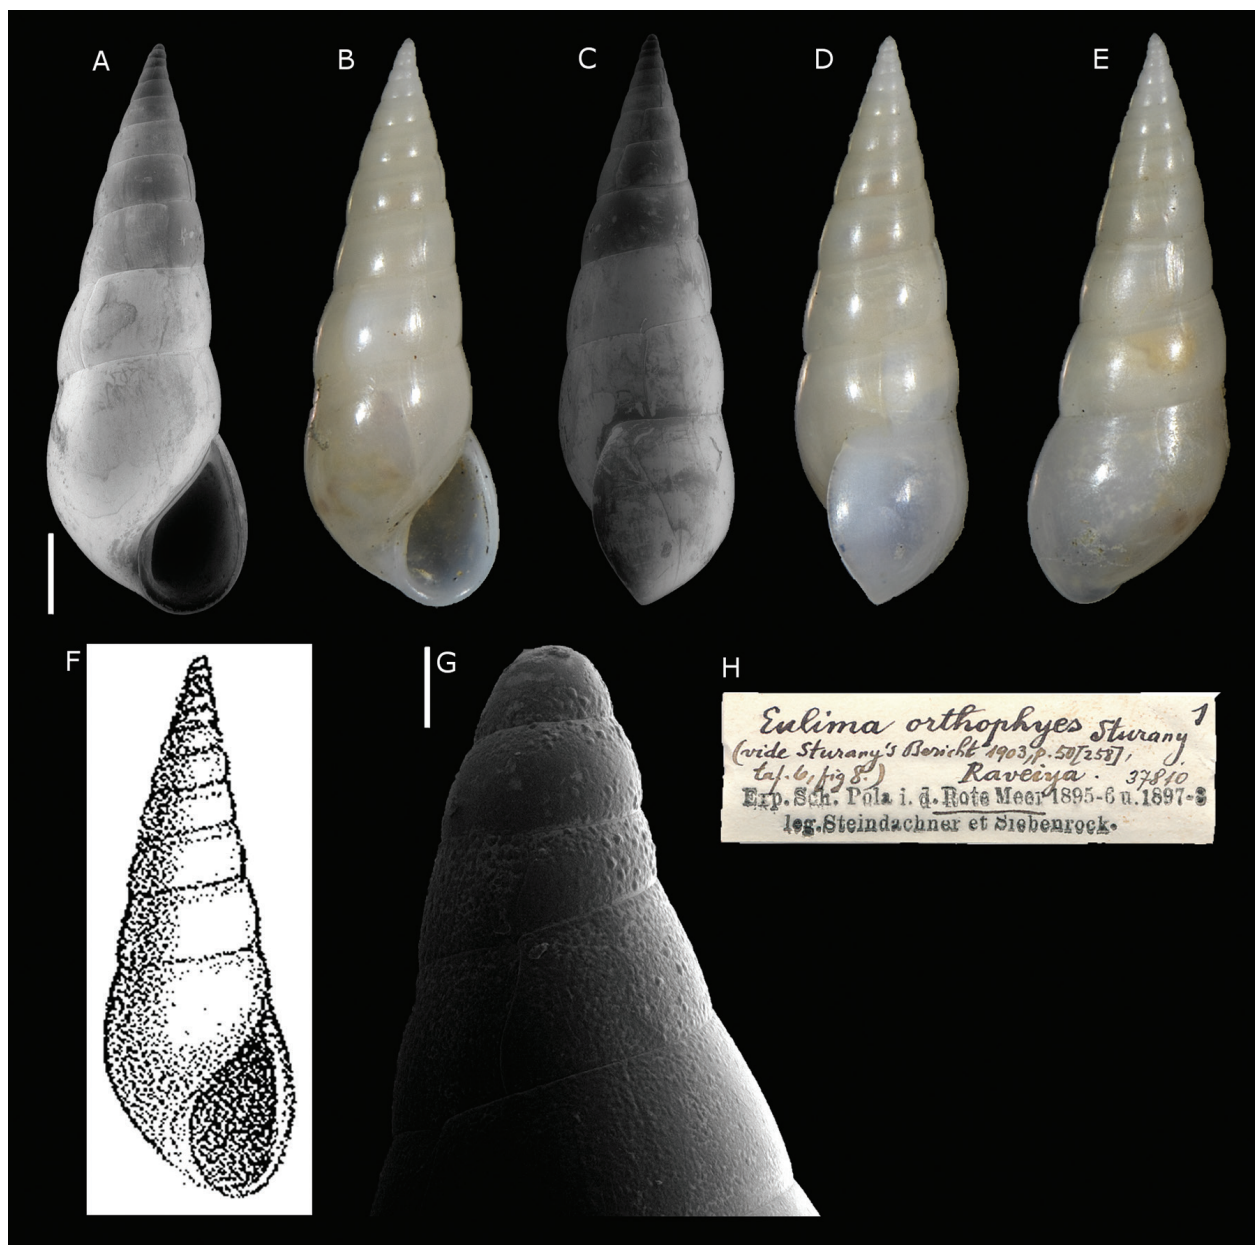 A
B
C
D
E
F
G
H
1
Eulima orthophyes Sturany
(vide Sturany's Bericht 1903, p. 50[258],
taf. 6, fig 8.) Raveiya. 37810.
Exp. Sch. Pola i. d. Rote Meer 1895-6 u. 1897-8
leg. Steindachner et Siebenrock.